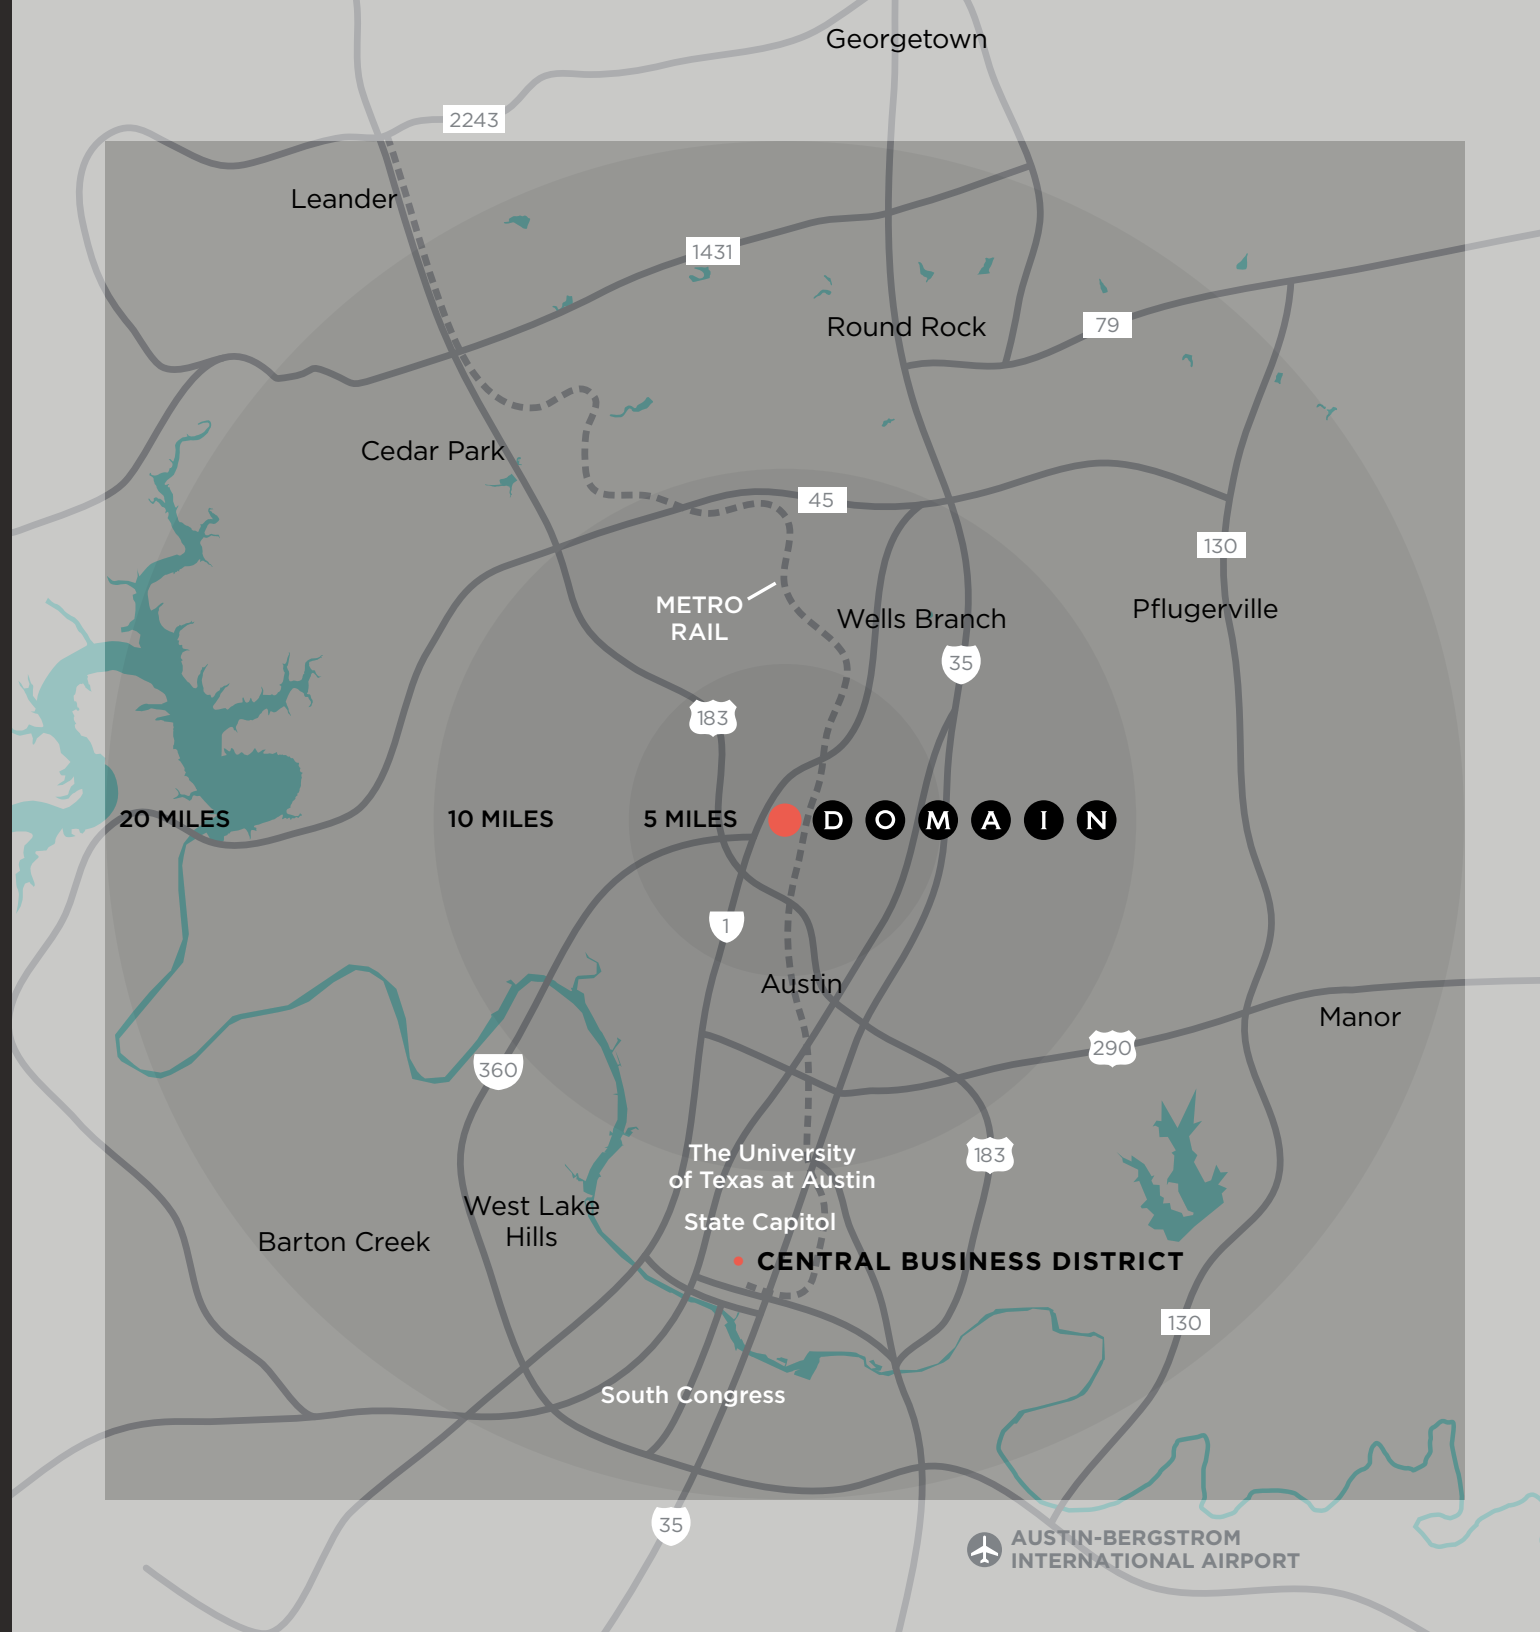 Georgetown
2243
Leander
1431
79
Round Rock
Cedar Park
45
130
METRO
RAIL
Wells Branch
Pflugerville
35
183
20 MILES
10 MILES
5 MILES
DOMAIN
1
Austin
Manor
290
360
The University
of Texas at Austin
183
West Lake
Hills
State Capitol
Barton Creek
CENTRAL BUSINESS DISTRICT
130
South Congress
35
AUSTIN-BERGSTROM
INTERNATIONAL AIRPORT